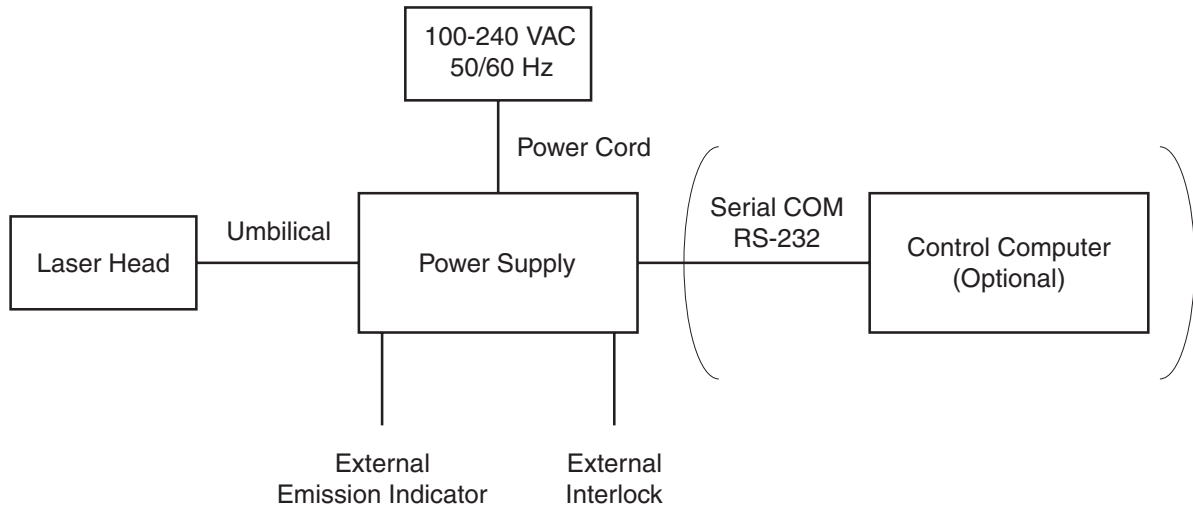 100-240 VAC
50/60 Hz
Power Cord
Laser Head
Umbilical
Power Supply
Serial COM
RS-232
Control Computer
(Optional)
External
Emission Indicator
External
Interlock